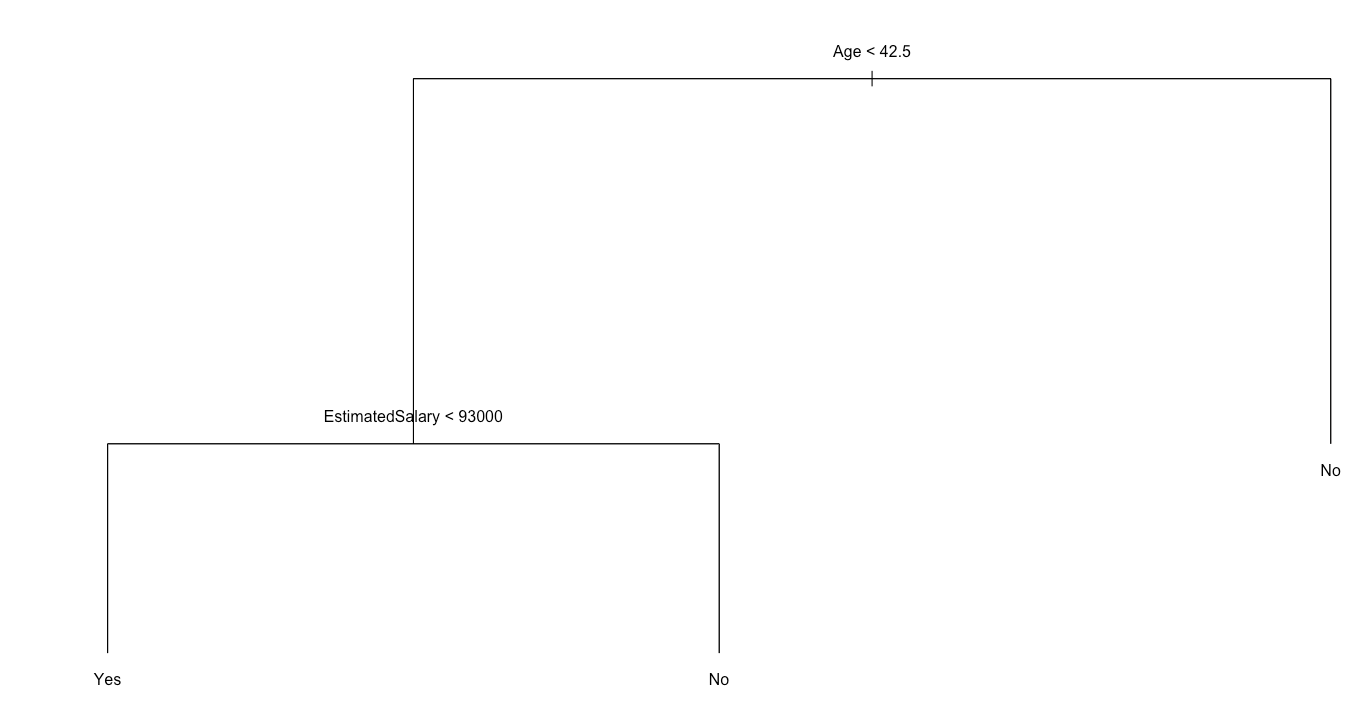 Age < 42.5
EstimatedSalary < 93000
No
Yes
No